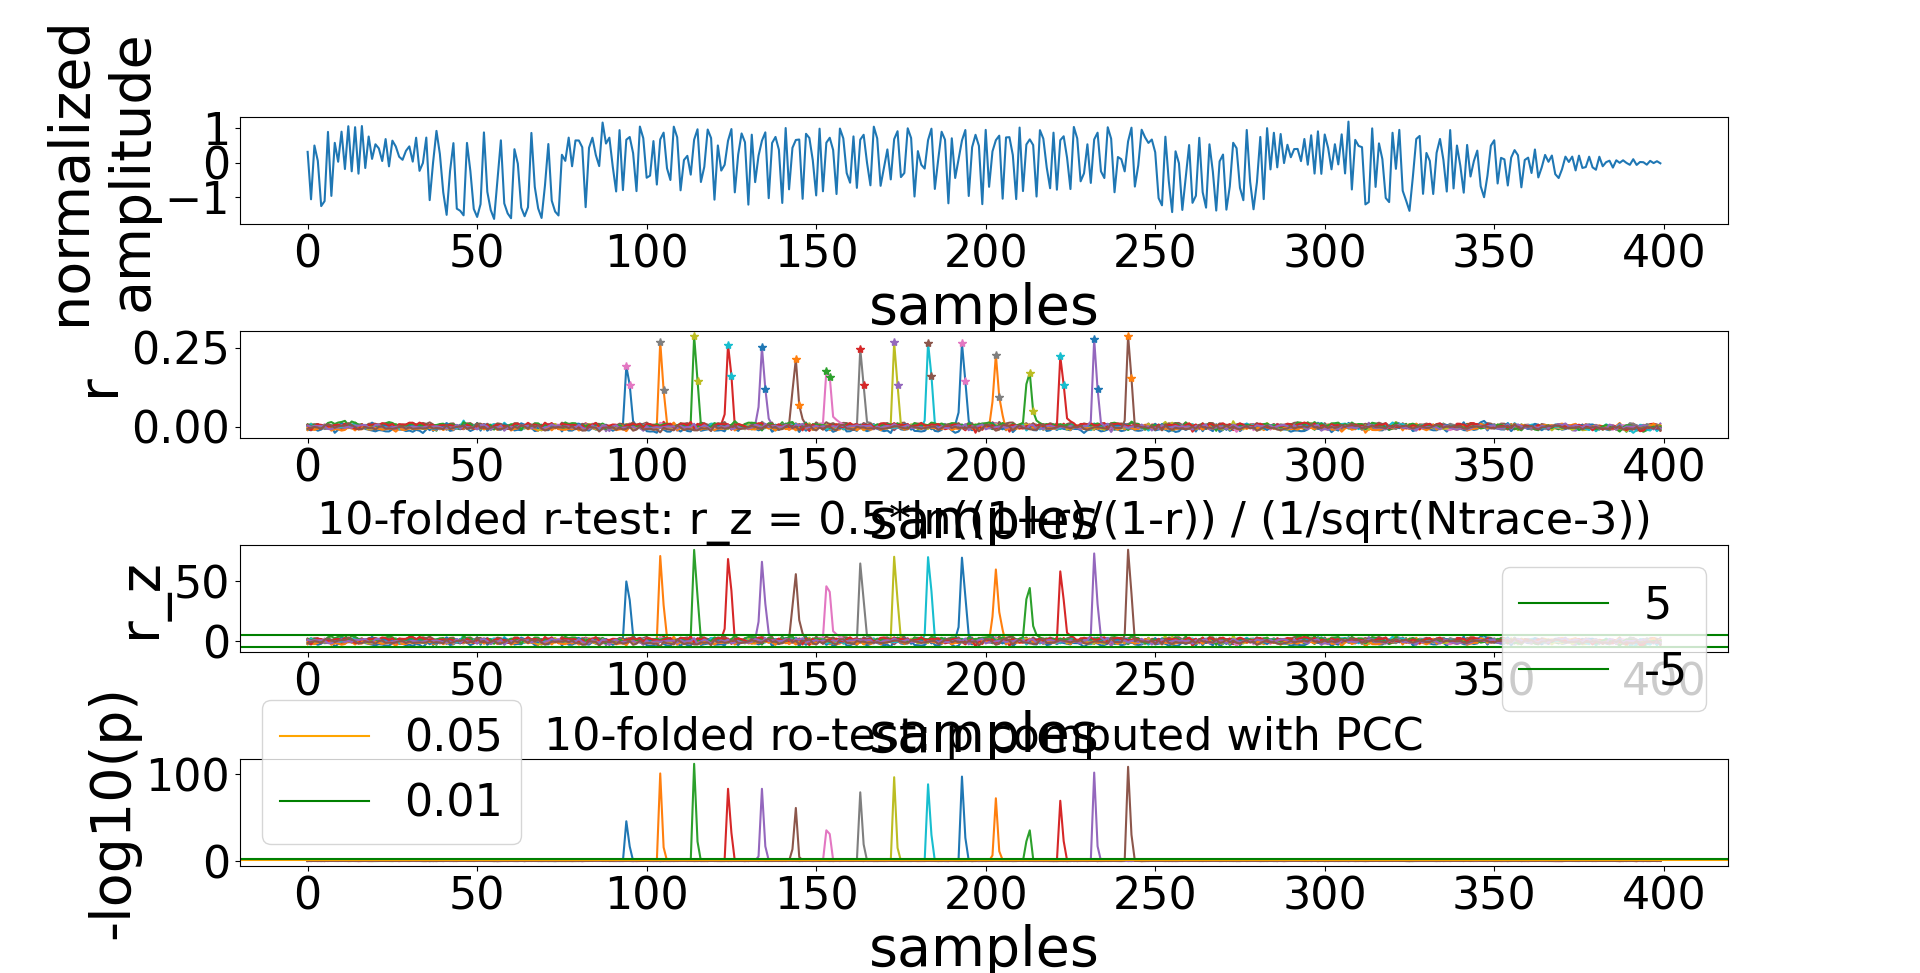 normalized
amplitude
1
0
−1
0 50 100 150 200 250 300 350 400
samples
r
0.25
0.00
0 50 100 150 200 250 300 350 400
samples
10-folded r-test: r_z = 0.5*ln((1+r)/(1-r)) / (1/sqrt(Ntrace-3))
r_z
50
0
5
-5
0 50 100 150 200 250 300 350 400
samples
10-folded ro-test: p computed with PCC
-log10(p)
100
0
0.05
0.01
0 50 100 150 200 250 300 350 400
samples